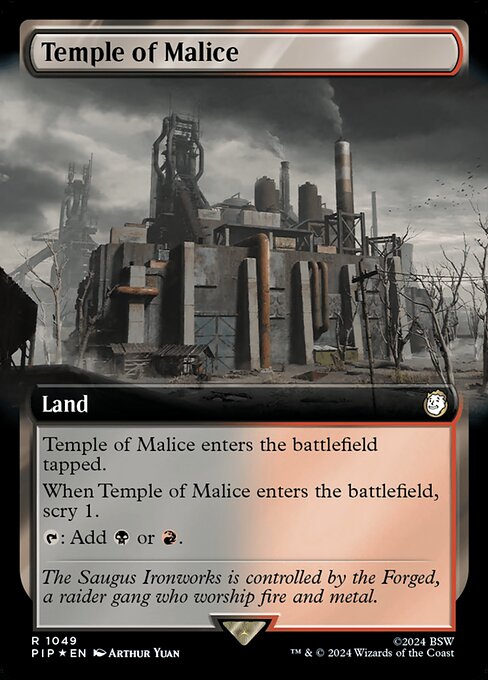 Temple of Malice
Land
Temple of Malice enters the battlefield
tapped.
When Temple of Malice enters the battlefield,
scry 1.
: Add or .
The Saugus Ironworks is controlled by the Forged,
a raider gang who worship fire and metal.
R 1049
PIP★EN Arthur Yuan
©2024 BSW
™ & © 2024 Wizards of the Coast